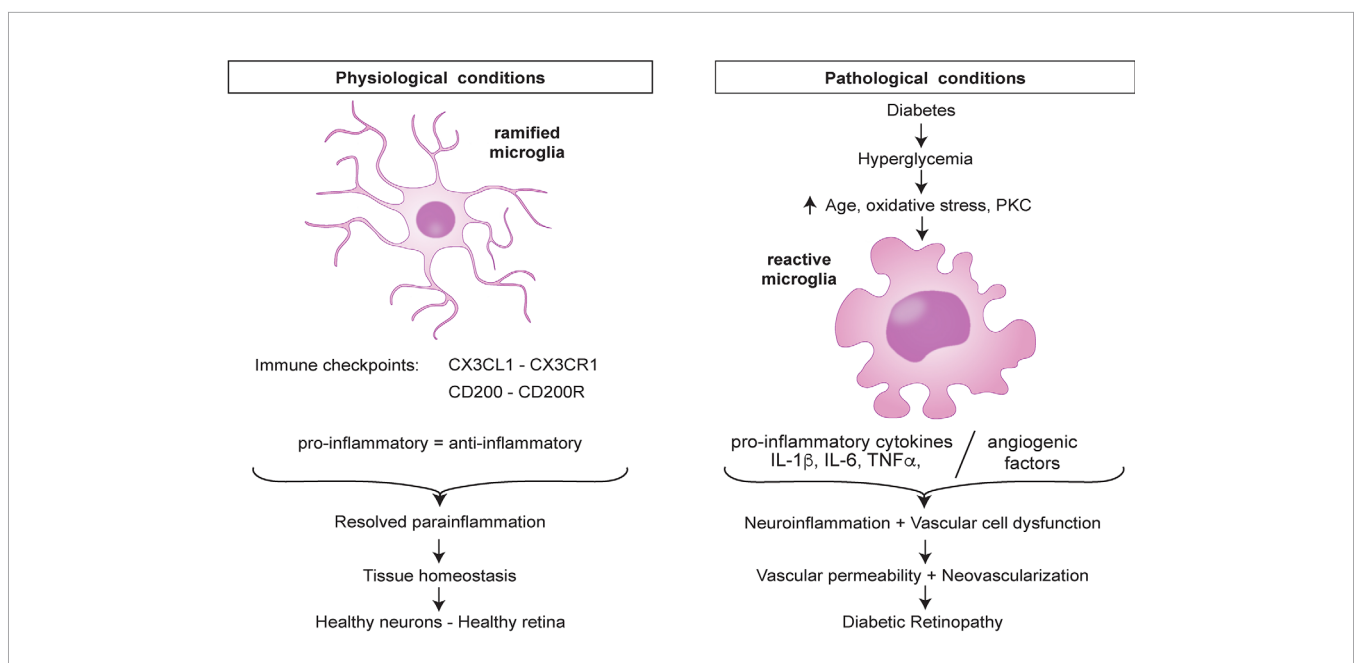 Physiological conditions
ramified
microglia
Immune checkpoints: CX3CL1 - CX3CR1
CD200 - CD200R
pro-inflammatory = anti-inflammatory
Resolved parainflammation
Tissue homeostasis
Healthy neurons - Healthy retina
Pathological conditions
Diabetes
Hyperglycemia
Age, oxidative stress, PKC
reactive
microglia
pro-inflammatory cytokines / angiogenic
IL-1β, IL-6, TNFα, factors
Neuroinflammation + Vascular cell dysfunction
Vascular permeability + Neovascularization
Diabetic Retinopathy